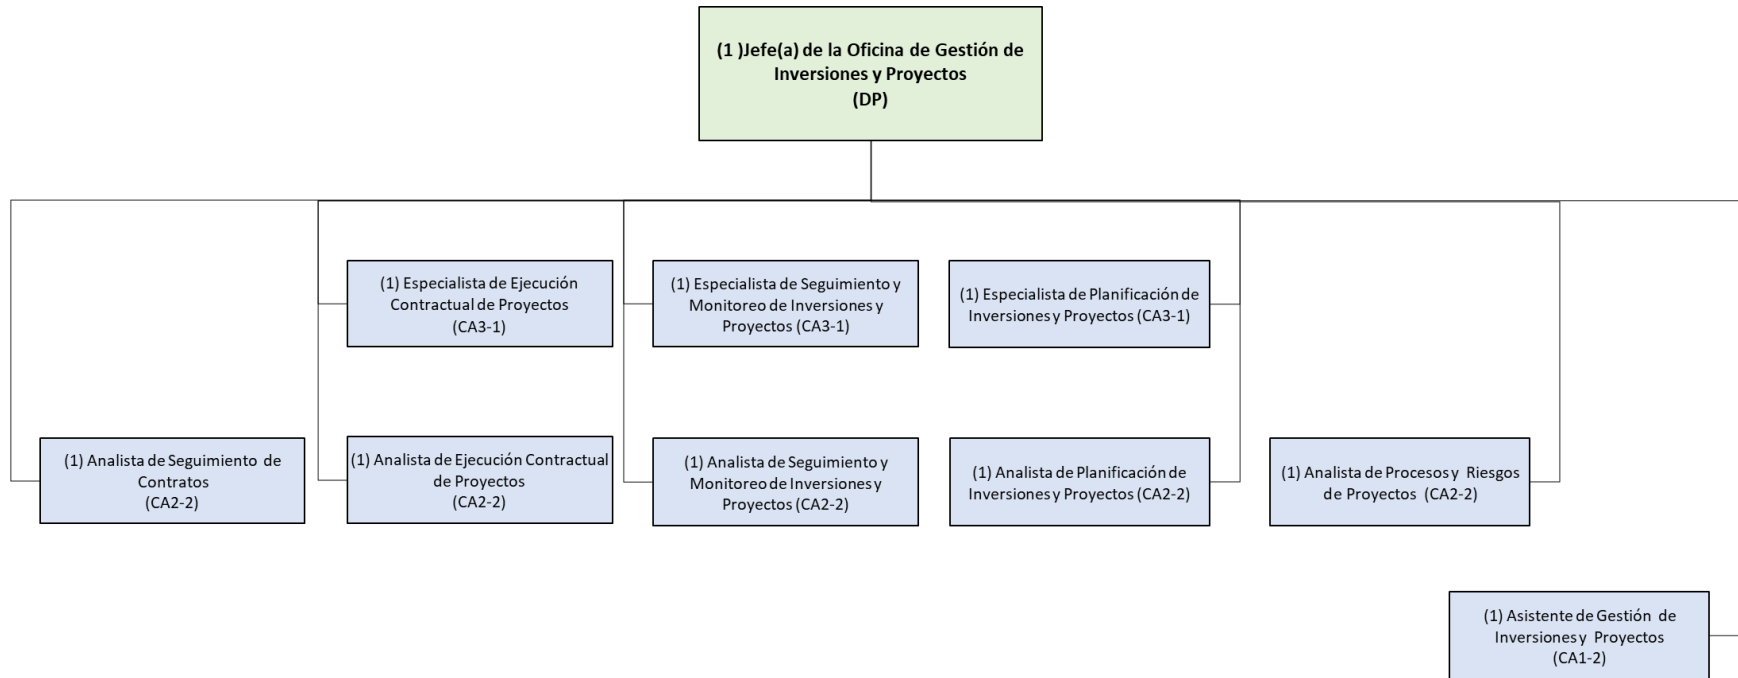 (1 )Jefe(a) de la Oficina de Gestión de
Inversiones y Proyectos
(DP)
(1) Especialista de Ejecución
Contractual de Proyectos
(CA3-1)
(1) Especialista de Seguimiento y
Monitoreo de Inversiones y
Proyectos (CA3-1)
(1) Especialista de Planificación de
Inversiones y Proyectos (CA3-1)
(1) Analista de Seguimiento de
Contratos
(CA2-2)
(1) Analista de Ejecución Contractual
de Proyectos
(CA2-2)
(1) Analista de Seguimiento y
Monitoreo de Inversiones y
Proyectos (CA2-2)
(1) Analista de Planificación de
Inversiones y Proyectos (CA2-2)
(1) Analista de Procesos y Riesgos
de Proyectos (CA2-2)
(1) Asistente de Gestión de
Inversiones y Proyectos
(CA1-2)